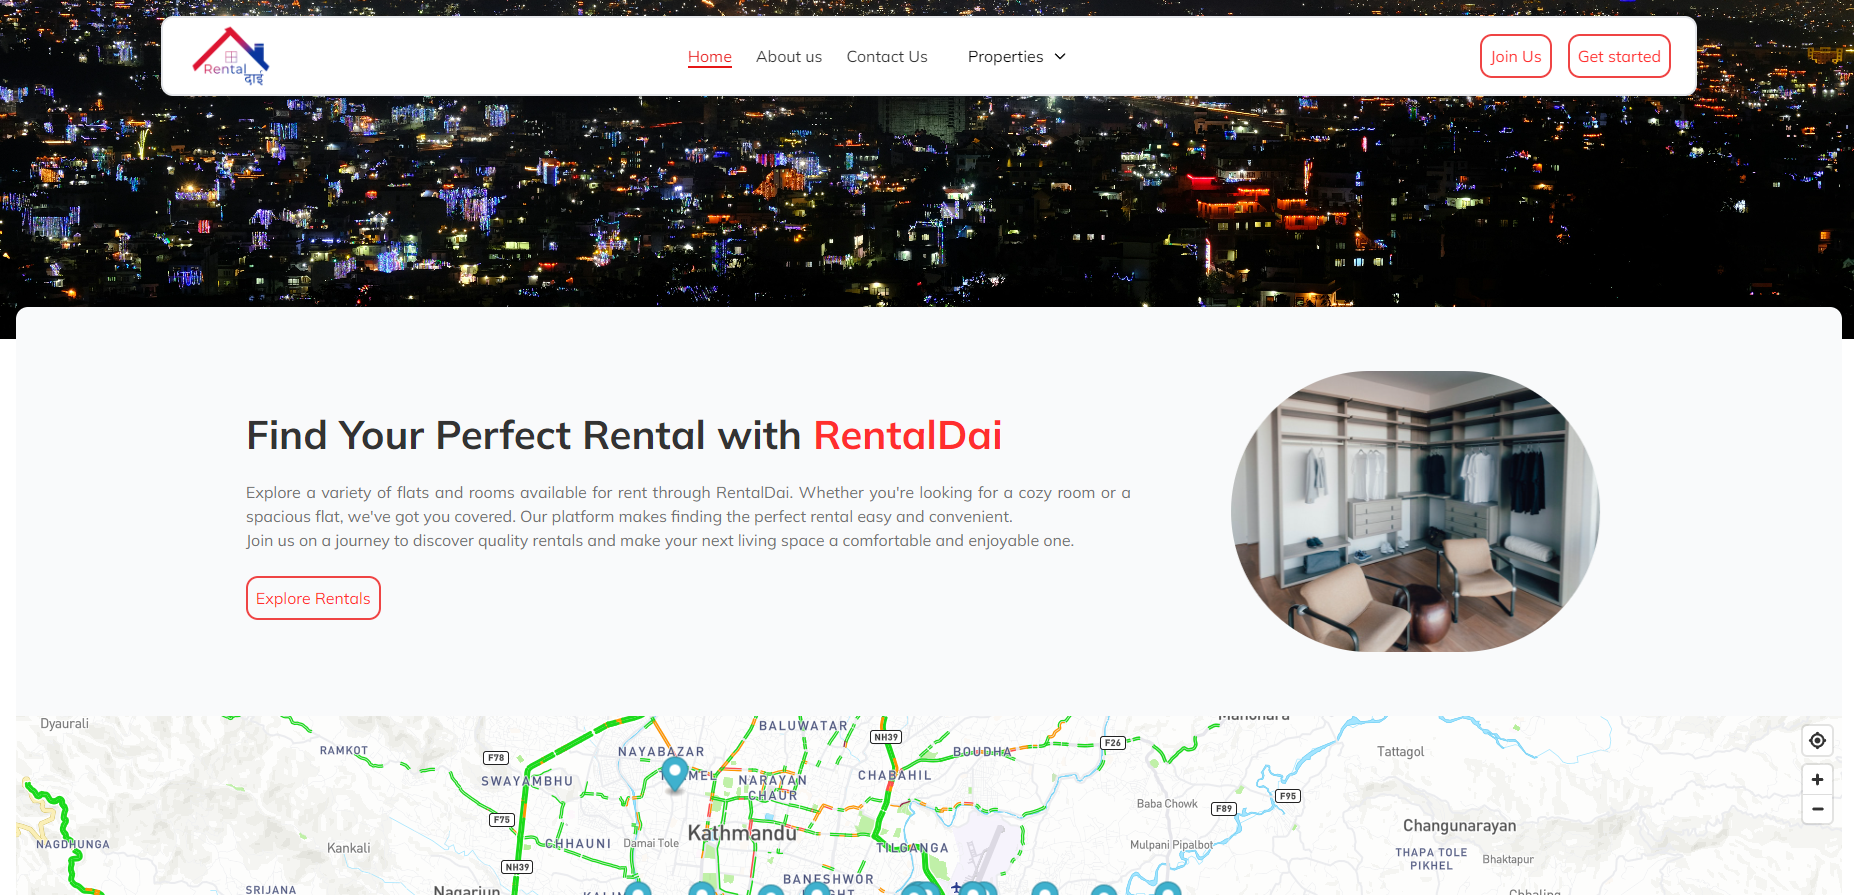 Rental
दाई
Home
About us
Contact Us
Properties
Join Us
Get started
Find Your Perfect Rental with RentalDai
Explore a variety of flats and rooms available for rent through RentalDai. Whether you're looking for a cozy room or a
spacious flat, we've got you covered. Our platform makes finding the perfect rental easy and convenient.
Join us on a journey to discover quality rentals and make your next living space a comfortable and enjoyable one.
Explore Rentals
Dyaurali
BALUWATAR
NH39
F26
RAMKOT
NAYABAZAR
BOUDHA
Tattagol
F78
SWAYAMBHU
NARAYAN
CHAUR
CHABAHIL
F95
Baba Chowk
F89
F75
Kathmandu
Changunarayan
NAGDHUNGA
Kankali
CHHAUNI
Damai Tole
TILGANGA
Mulpani Pipalbot
THAPA TOLE
PIKHEL
Bhaktapur
NH39
BANESHWOR
SRIJANA
Nagarjun